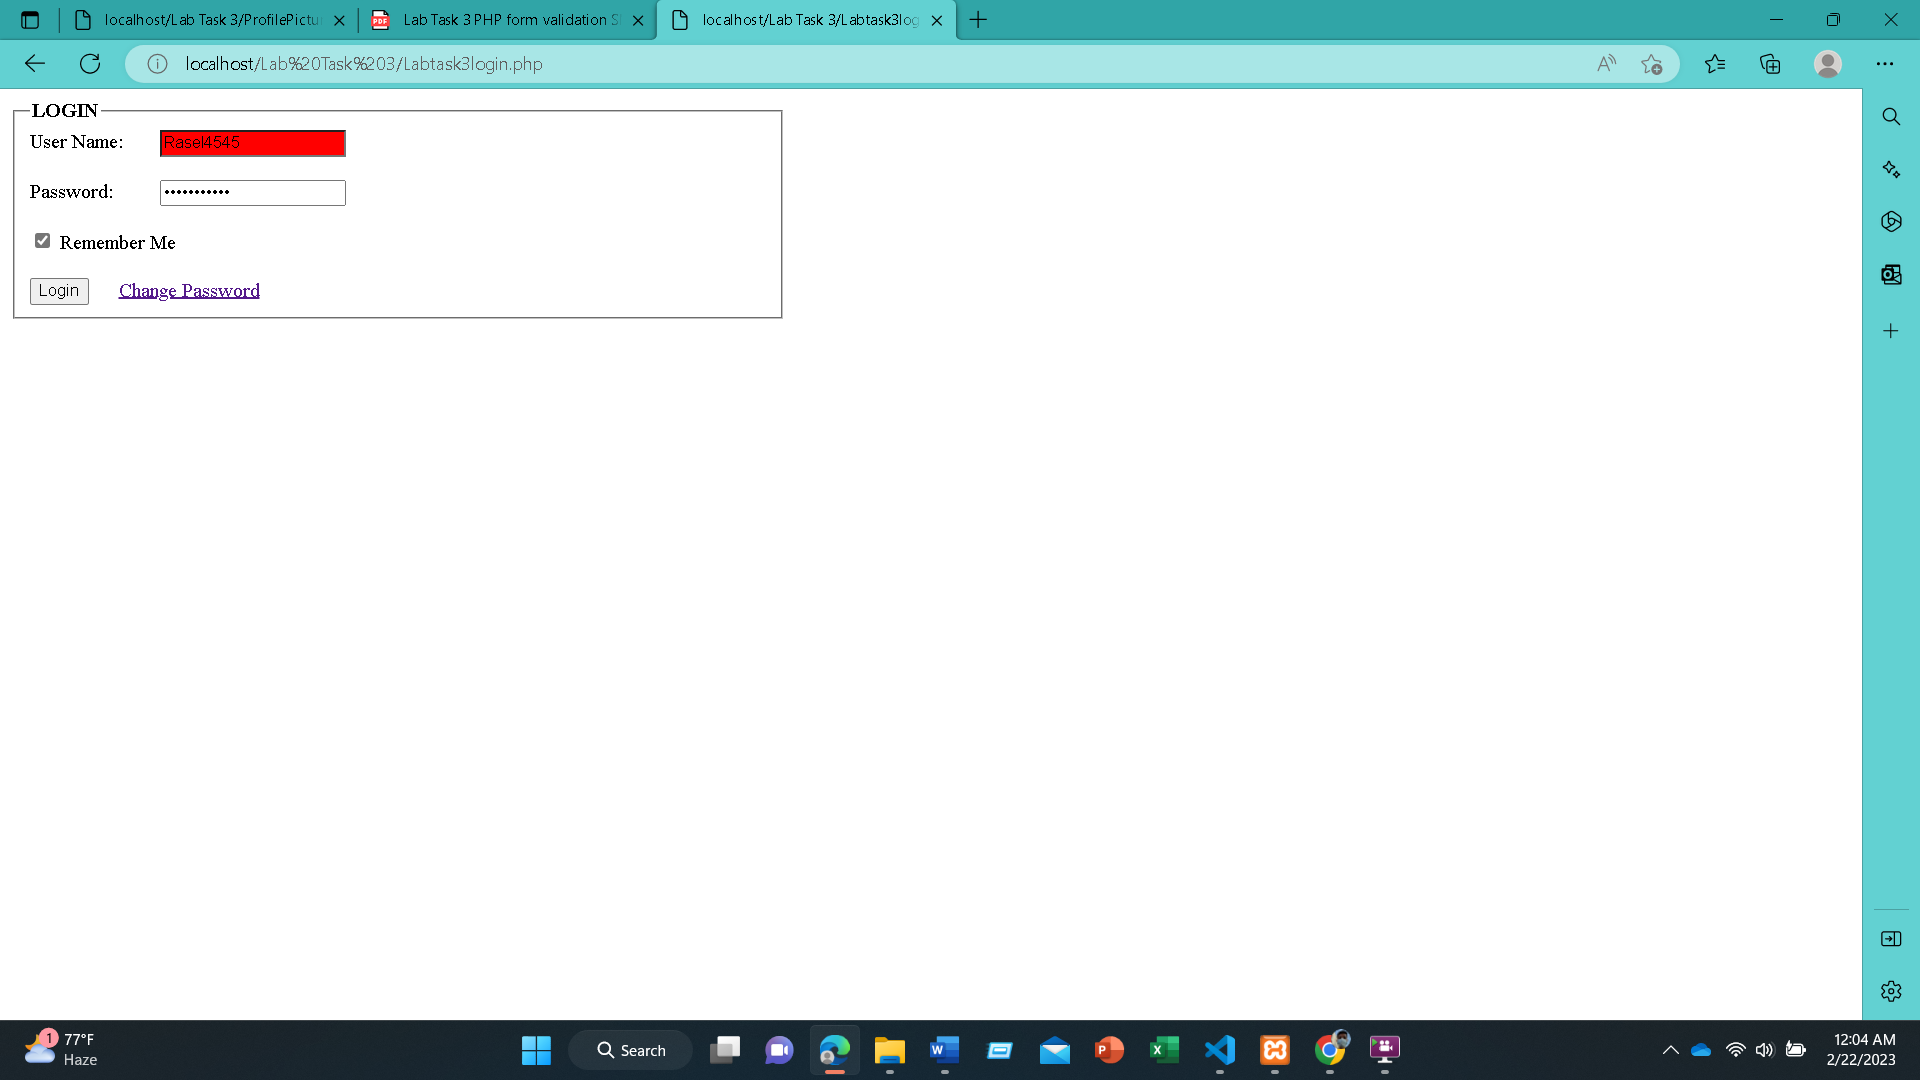 localhost/Lab Task 3/ProfilePictu
Lab Task 3 PHP form validation S
localhost/Lab Task 3/Labtask3log
localhost/Lab%20Task%203/Labtask3login.php
LOGIN
User Name: Rasel4545
Password: •••••••••••
Remember Me
Login Change Password
1 77°F
Haze
Search
12:04 AM
2/22/2023